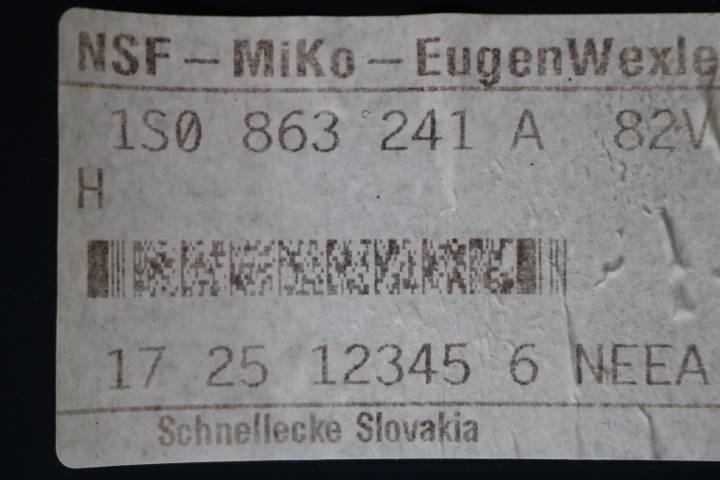 NSF – MiKo – EugenWexle
1S0 863 241 A 82V
H
17 25 12345 6 NEEA
Schnellecke Slovakia